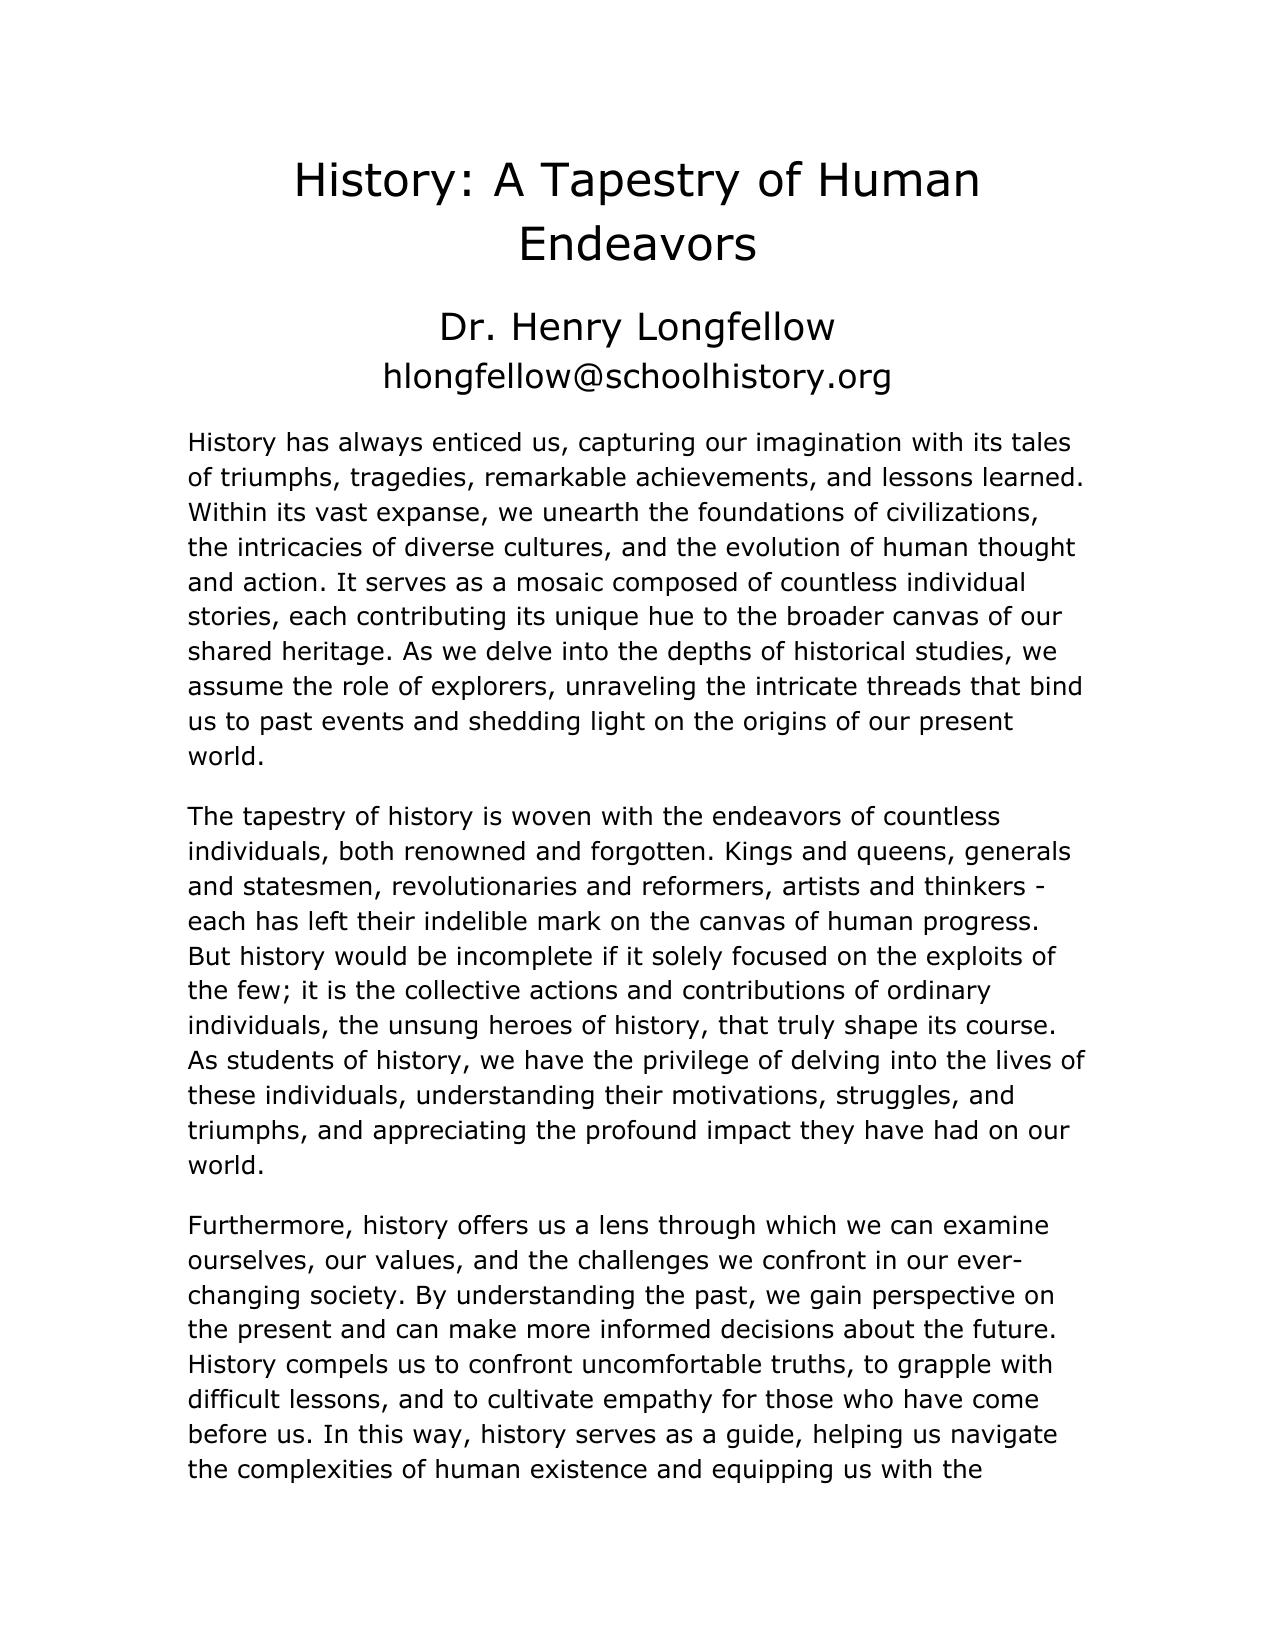 History: A Tapestry of Human
Endeavors
Dr. Henry Longfellow
hlongfellow@schoolhistory.org
History has always enticed us, capturing our imagination with its tales
of triumphs, tragedies, remarkable achievements, and lessons learned.
Within its vast expanse, we unearth the foundations of civilizations,
the intricacies of diverse cultures, and the evolution of human thought
and action. It serves as a mosaic composed of countless individual
stories, each contributing its unique hue to the broader canvas of our
shared heritage. As we delve into the depths of historical studies, we
assume the role of explorers, unraveling the intricate threads that bind
us to past events and shedding light on the origins of our present
world.
The tapestry of history is woven with the endeavors of countless
individuals, both renowned and forgotten. Kings and queens, generals
and statesmen, revolutionaries and reformers, artists and thinkers -
each has left their indelible mark on the canvas of human progress.
But history would be incomplete if it solely focused on the exploits of
the few; it is the collective actions and contributions of ordinary
individuals, the unsung heroes of history, that truly shape its course.
As students of history, we have the privilege of delving into the lives of
these individuals, understanding their motivations, struggles, and
triumphs, and appreciating the profound impact they have had on our
world.
Furthermore, history offers us a lens through which we can examine
ourselves, our values, and the challenges we confront in our ever-
changing society. By understanding the past, we gain perspective on
the present and can make more informed decisions about the future.
History compels us to confront uncomfortable truths, to grapple with
difficult lessons, and to cultivate empathy for those who have come
before us. In this way, history serves as a guide, helping us navigate
the complexities of human existence and equipping us with the